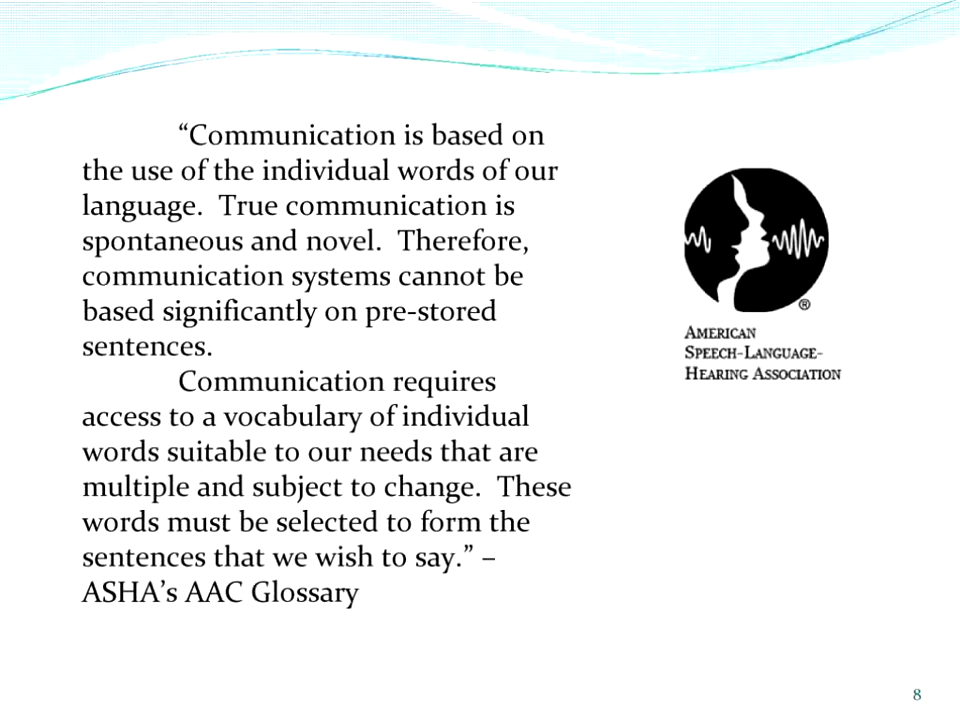 “Communication is based on
the use of the individual words of our
language.  True communication is
spontaneous and novel.  Therefore,
communication systems cannot be
based significantly on pre-stored
sentences.
Communication requires
access to a vocabulary of individual
words suitable to our needs that are
multiple and subject to change.  These
words must be selected to form the
sentences that we wish to say.” –
ASHA’s AAC Glossary
®
AMERICAN
SPEECH-LANGUAGE-
HEARING ASSOCIATION
8